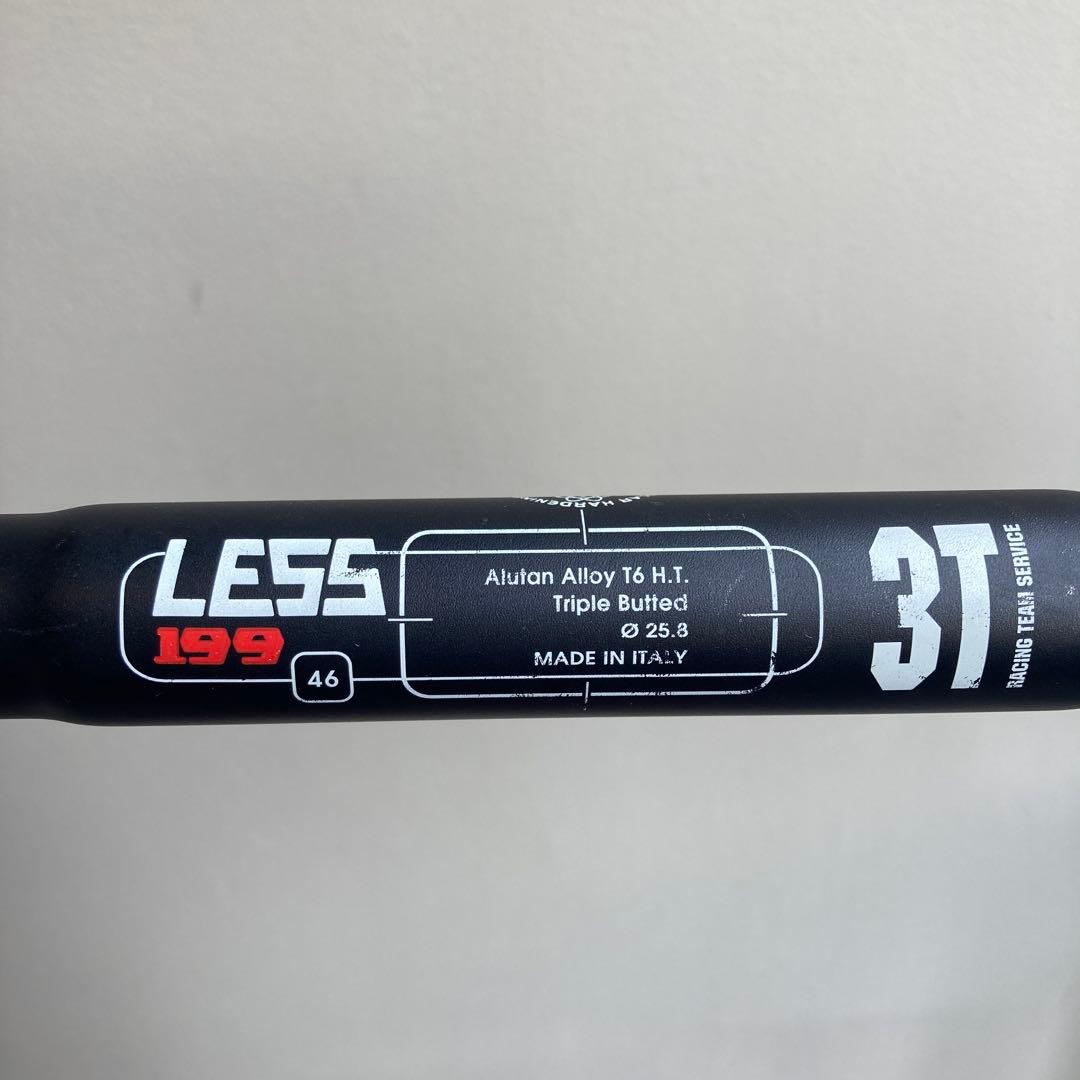 LESS
199
46
Alutan Alloy T6 H.T.
Triple Butted
Ø 25.8
MADE IN ITALY
3T
RACING TEAM SERVICE